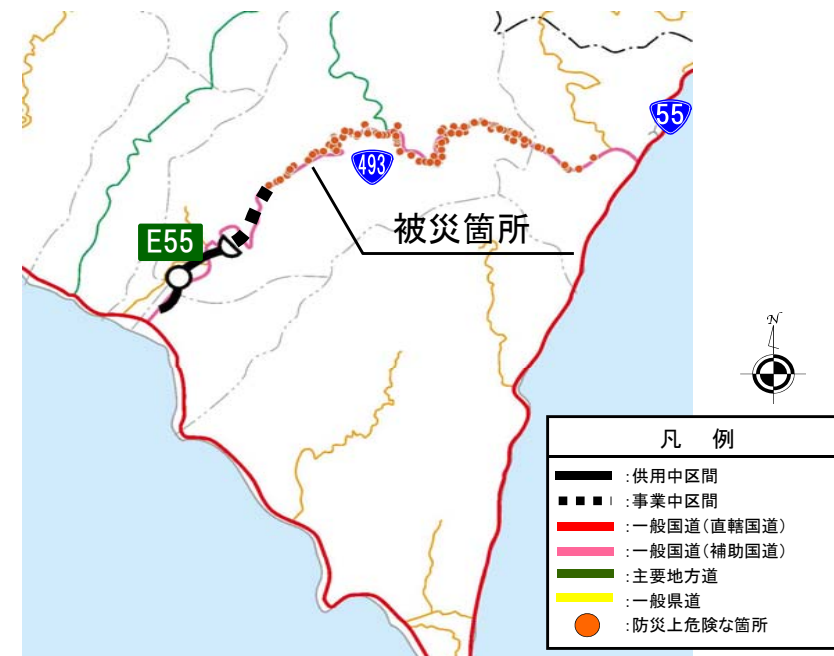 55
493
E55
被災箇所
N
凡 例
:供用中区間
:事業中区間
:一般国道(直轄国道)
:一般国道(補助国道)
:主要地方道
:一般県道
:防災上危険な箇所